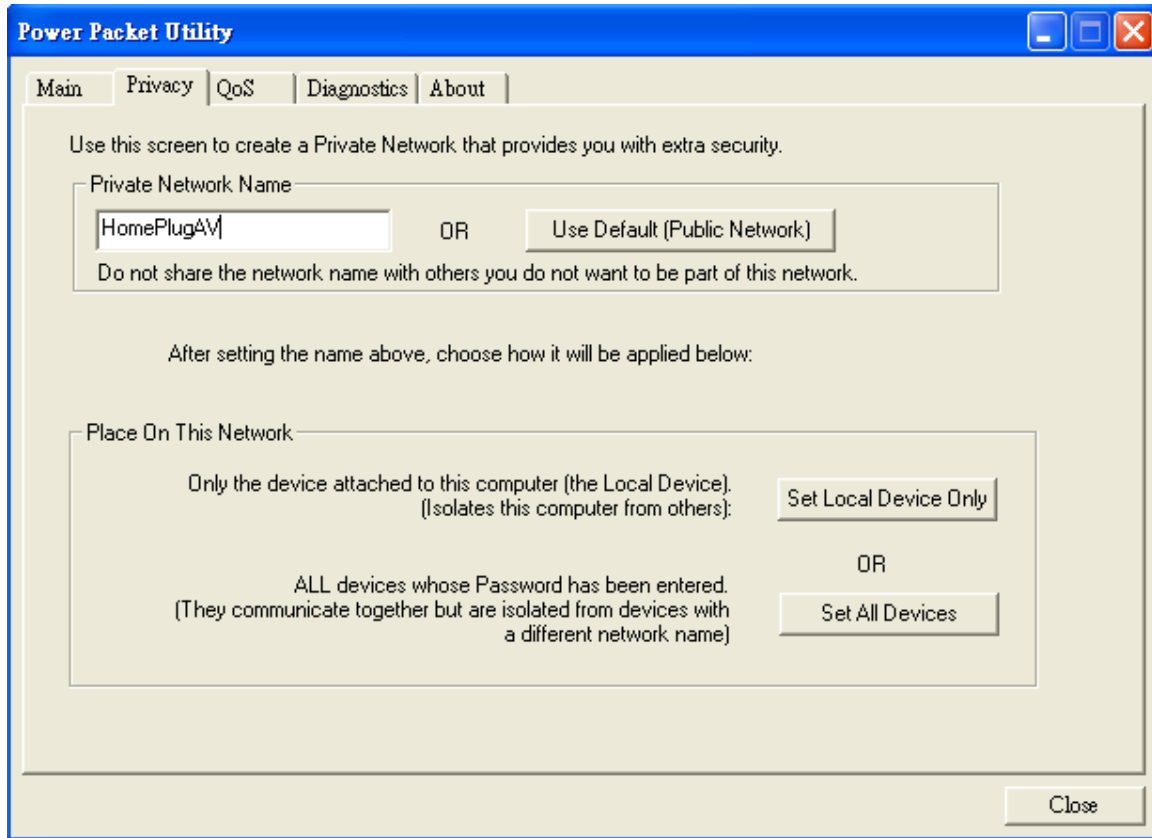 Power Packet Utility
Main Privacy QoS Diagnostics About
Use this screen to create a Private Network that provides you with extra security.
Private Network Name
HomePlugAV OR Use Default (Public Network)
Do not share the network name with others you do not want to be part of this network.
After setting the name above, choose how it will be applied below:
Place On This Network
Only the device attached to this computer (the Local Device).
(Isolates this computer from others):
Set Local Device Only
OR
ALL devices whose Password has been entered.
(They communicate together but are isolated from devices with
a different network name)
Set All Devices
Close